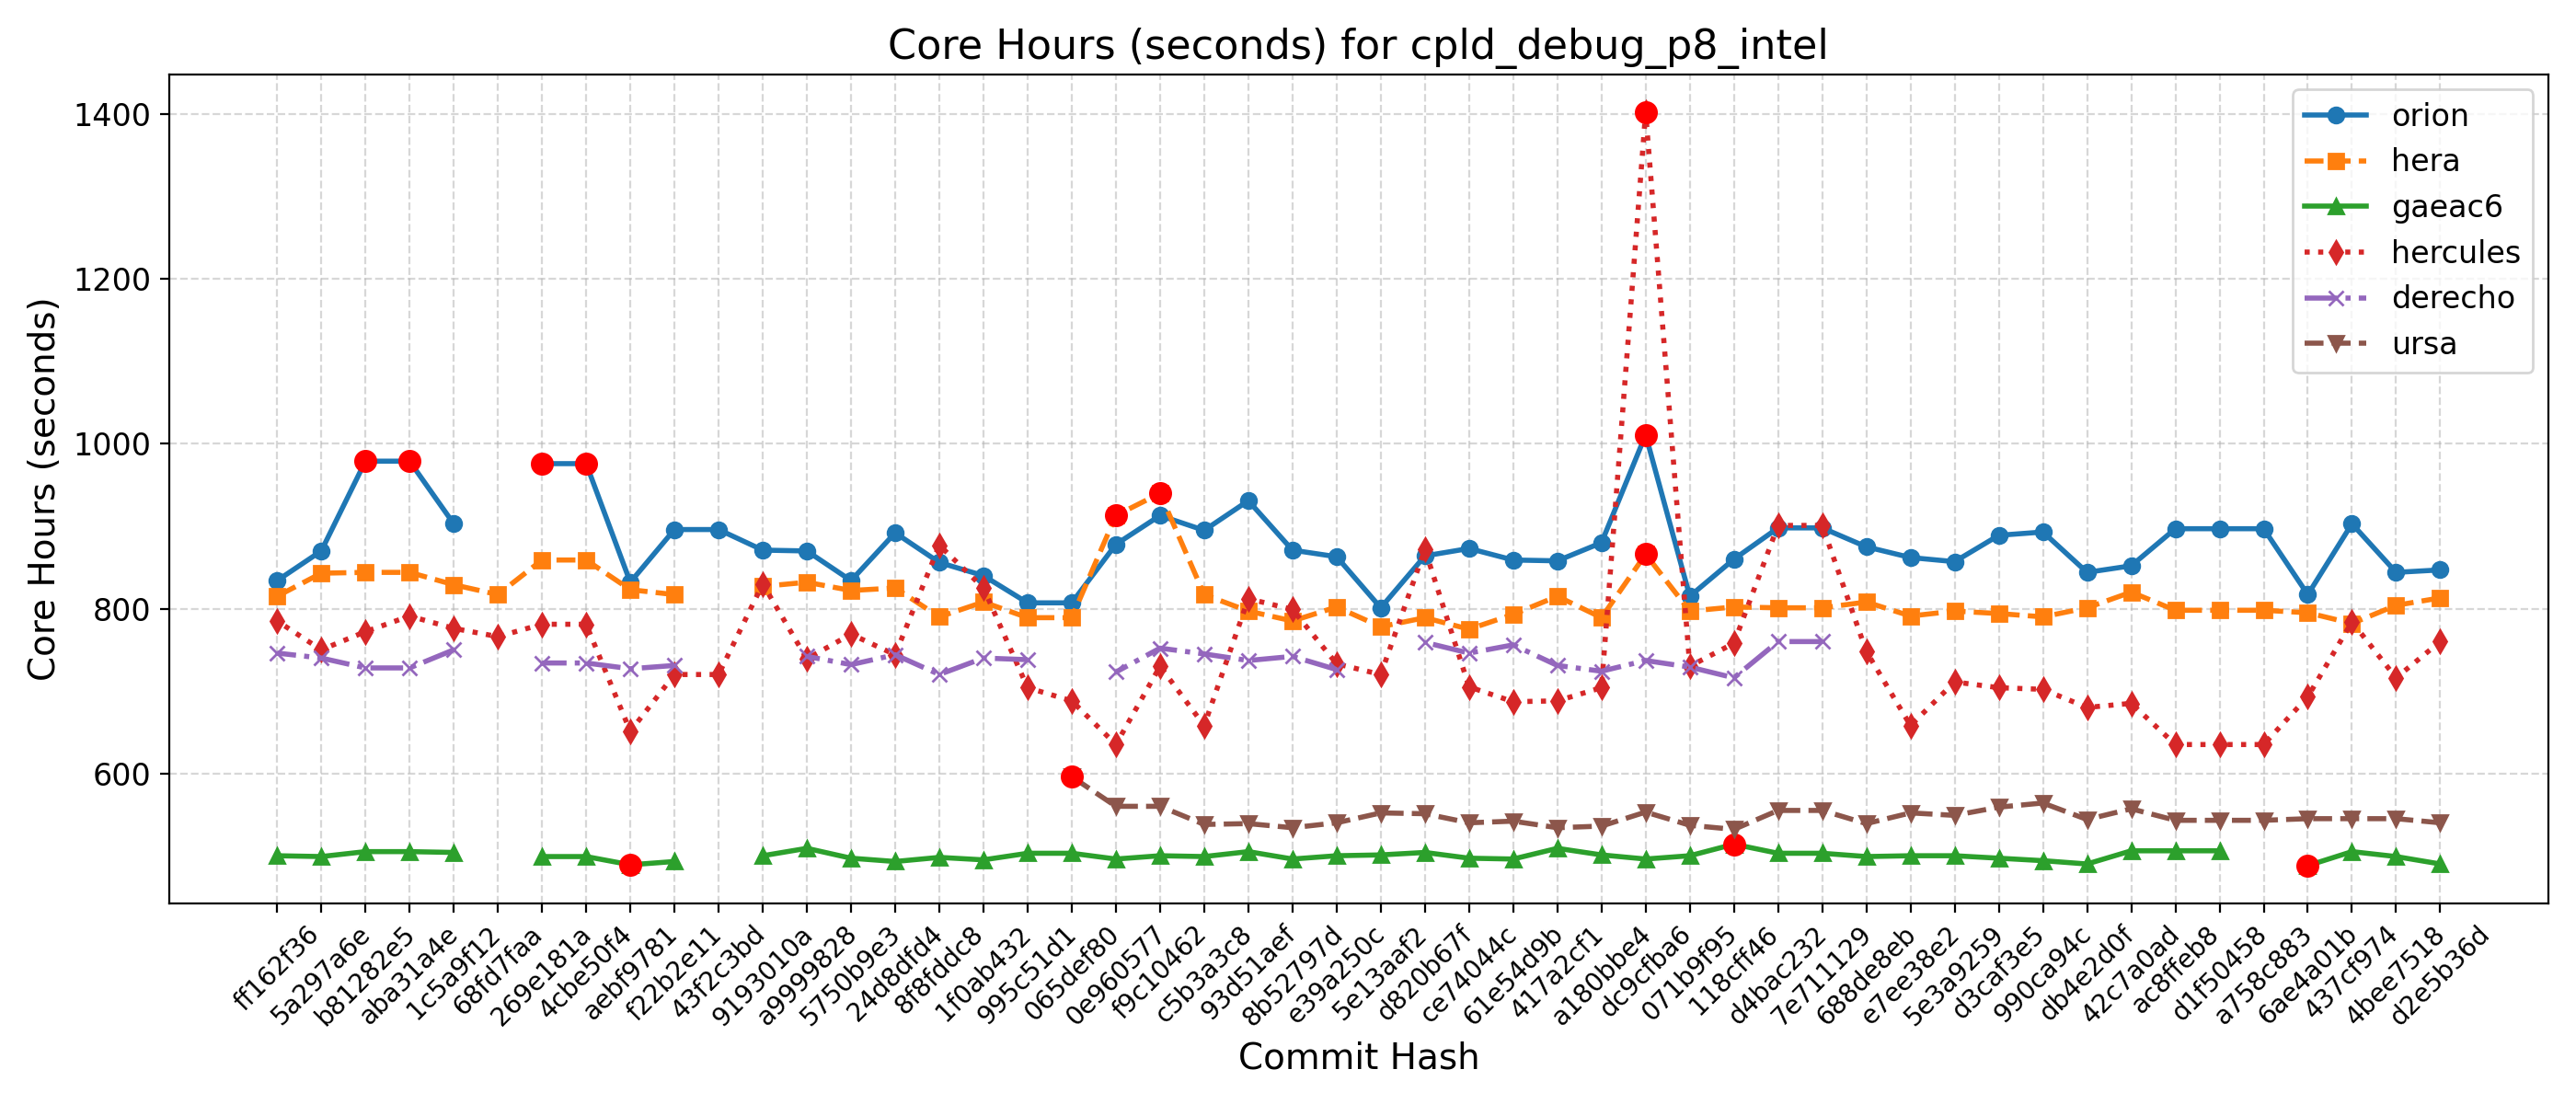 Core Hours (seconds) for cpld_debug_p8_intel
1400
1200
1000
800
600
Core Hours (seconds)
orion
hera
gaeac6
hercules
derecho
ursa
ff162f36
5a297a6e
b81282e5
aba31a4e
1c5a9f12
68fd7faa
269e181a
4cbe50f4
aebf9781
f22b2e11
43f2c3bd
9193010a
a9999828
5750b9e3
24d8dfd4
8f8fddc8
1f0ab432
995c51d1
065def80
0e960577
f9c10462
c5b3a3c8
93d51aef
8b52797d
e39a250c
5e13aaf2
d820b67f
ce74044c
61e54d9b
417a2cf1
a180bbe4
dc9cfba6
071b9f95
118cff46
d4bac232
7e711129
688de8eb
e7ee38e2
5e3a9259
d3caf3e5
990ca94c
db4e2d0f
42c7a0ad
ac8ffeb8
d1f50458
a758c883
6ae4a01b
437cf974
4bee7518
d2e5b36d
Commit Hash